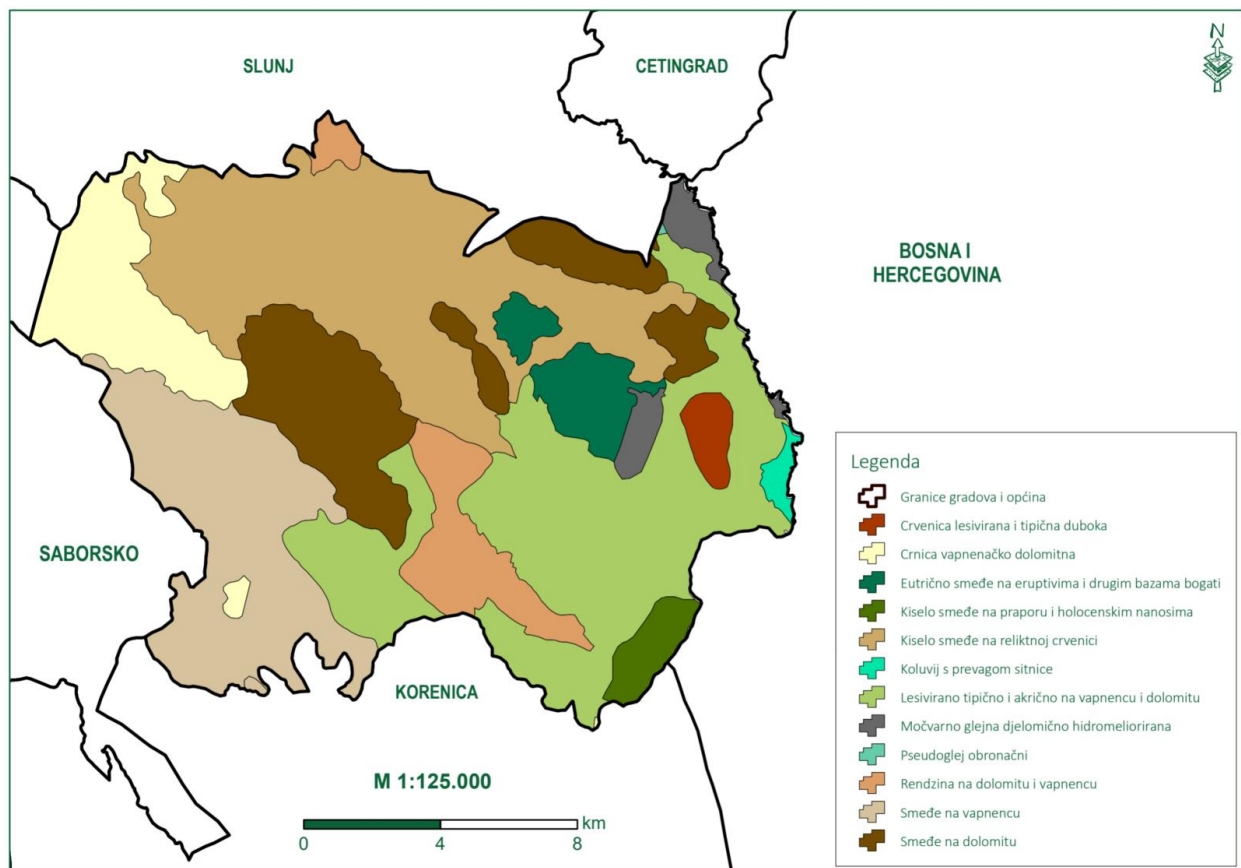 N
SLUNJ
CETINGRAD
BOSNA I
HERCEGOVINA
SABORSKO
KORENICA
M 1:125.000
km
0
4
8
Legenda
Granice gradova i općina
Crvenica lesivirana i tipična duboka
Crnica vapnenačko dolomitna
Eutrično smeđe na eruptivima i drugim bazama bogati
Kiselo smeđe na praporu i holocenskim nanosima
Kiselo smeđe na reliktnoj crvenici
Koluvij s prevagom sitnice
Lesivirano tipično i akrično na vapnencu i dolomitu
Močvarno glejna djelomično hidromeliorirana
Pseudoglej obronačni
Rendzina na dolomitu i vapnencu
Smeđe na vapnencu
Smeđe na dolomitu